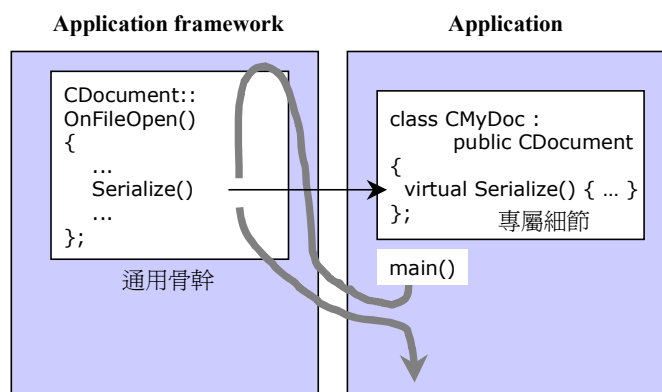 Application framework
Application
CDocument::
OnFileOpen()
{
...
Serialize()
...
};
通用骨幹
class CMyDoc :
public CDocument
{
virtual Serialize() { … }
};
專屬細節
main()